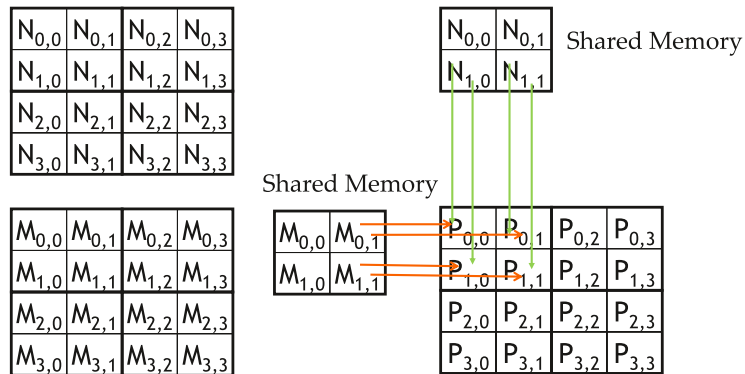 N0,0 N0,1 N0,2 N0,3
N1,0 N1,1 N1,2 N1,3
N2,0 N2,1 N2,2 N2,3
N3,0 N3,1 N3,2 N3,3
N0,0 N0,1
N1,0 N1,1
Shared Memory
Shared Memory
M0,0 M0,1 M0,2 M0,3
M1,0 M1,1 M1,2 M1,3
M2,0 M2,1 M2,2 M2,3
M3,0 M3,1 M3,2 M3,3
M0,0 M0,1
M1,0 M1,1
P0,0 P0,1 P0,2 P0,3
P1,0 P1,1 P1,2 P1,3
P2,0 P2,1 P2,2 P2,3
P3,0 P3,1 P3,2 P3,3